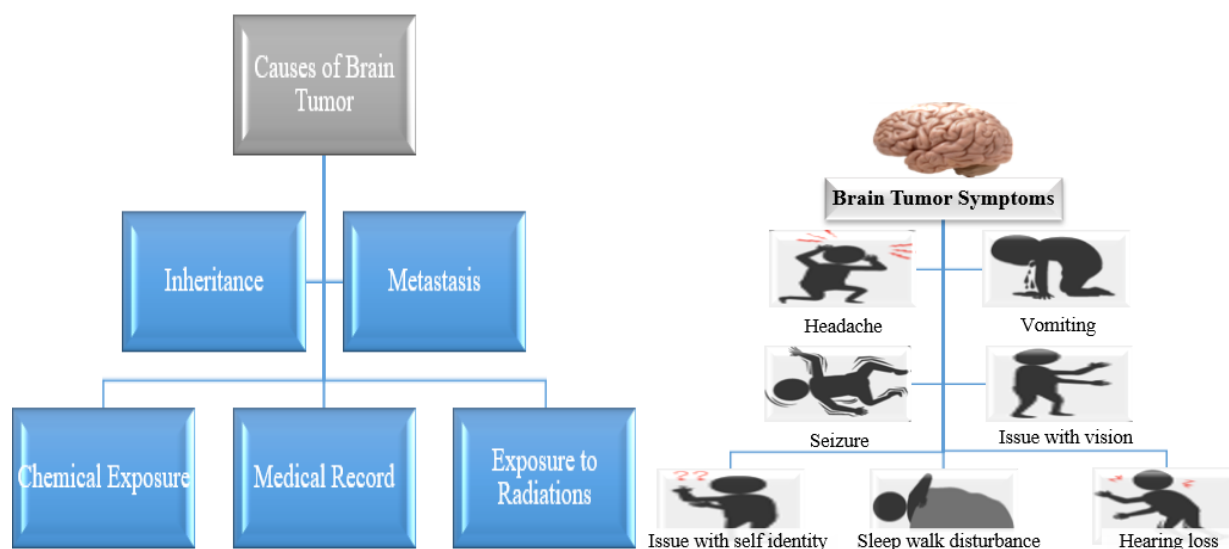 Causes of Brain
Tumor
Inheritance
Metastasis
Chemical Exposure
Medical Record
Exposure to
Radiations
Brain Tumor Symptoms
Headache
Vomiting
Seizure
Issue with vision
??
Issue with self identity
Sleep walk disturbance
Hearing loss